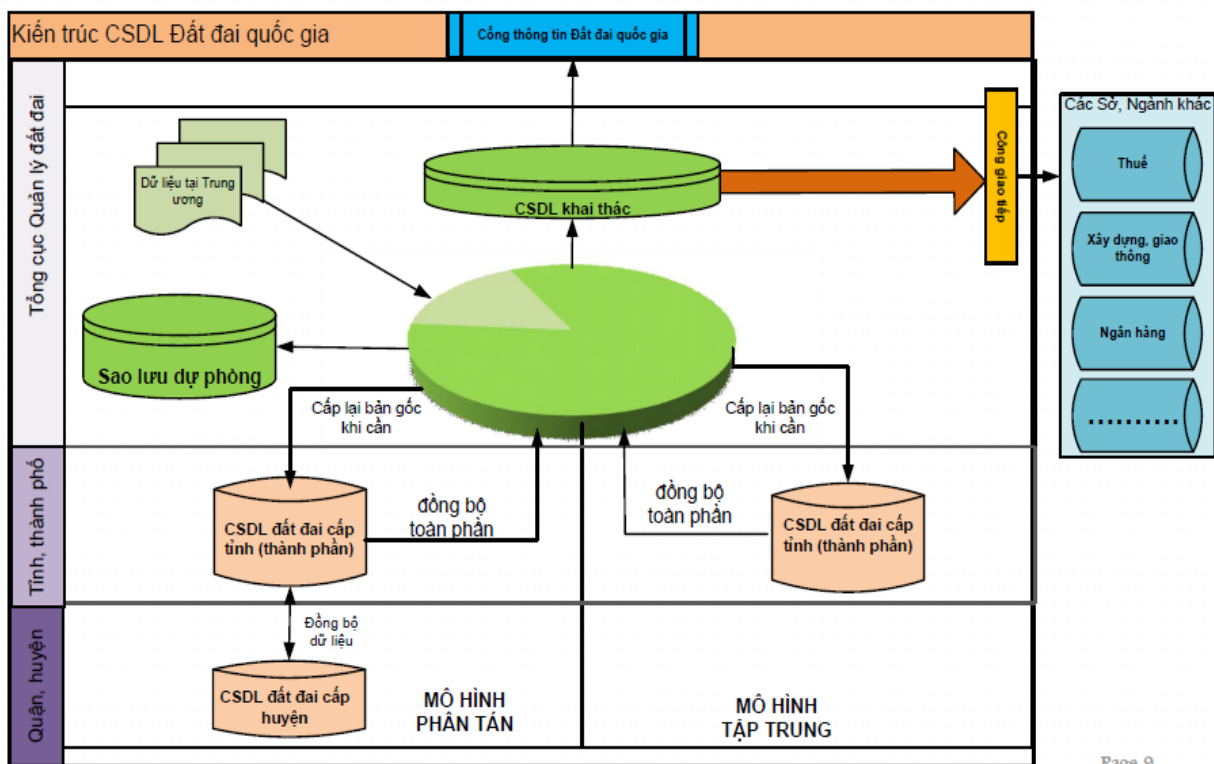 Kiến trúc CSDL Đất đai quốc gia
Cổng thông tin Đất đai quốc gia
Tổng cục Quản lý đất đai
Dữ liệu tại Trung
ương
CSDL khai thác
Cổng giao tiếp
Các Sở, Ngành khác
Thuế
Xây dựng, giao
thông
Ngân hàng
..........
Sao lưu dự phòng
Cấp lại bản gốc
khi cần
Cấp lại bản gốc
khi cần
Tỉnh, thành phố
CSDL đất đai cấp
tỉnh (thành phần)
đồng bộ
toàn phần
đồng bộ
toàn phần
CSDL đất đai cấp
tỉnh (thành phần)
Quận, huyện
Đồng bộ
dữ liệu
CSDL đất đai cấp
huyện
MÔ HÌNH
PHÂN TÁN
MÔ HÌNH
TẬP TRUNG
Page 9